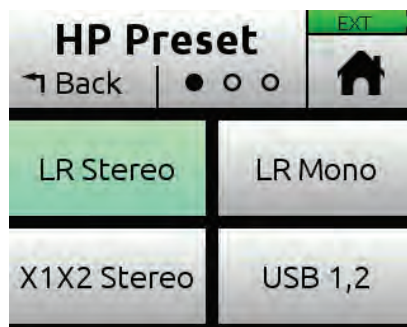 HP Preset
EXT
Back
LR Stereo
LR Mono
X1X2 Stereo
USB 1,2